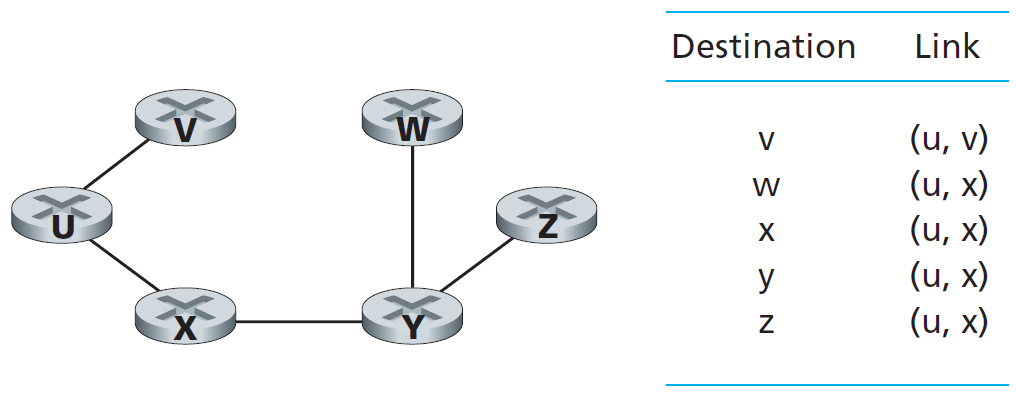 V
W
U
Z
X
Y
Destination Link
v (u, v)
w (u, x)
x (u, x)
y (u, x)
z (u, x)